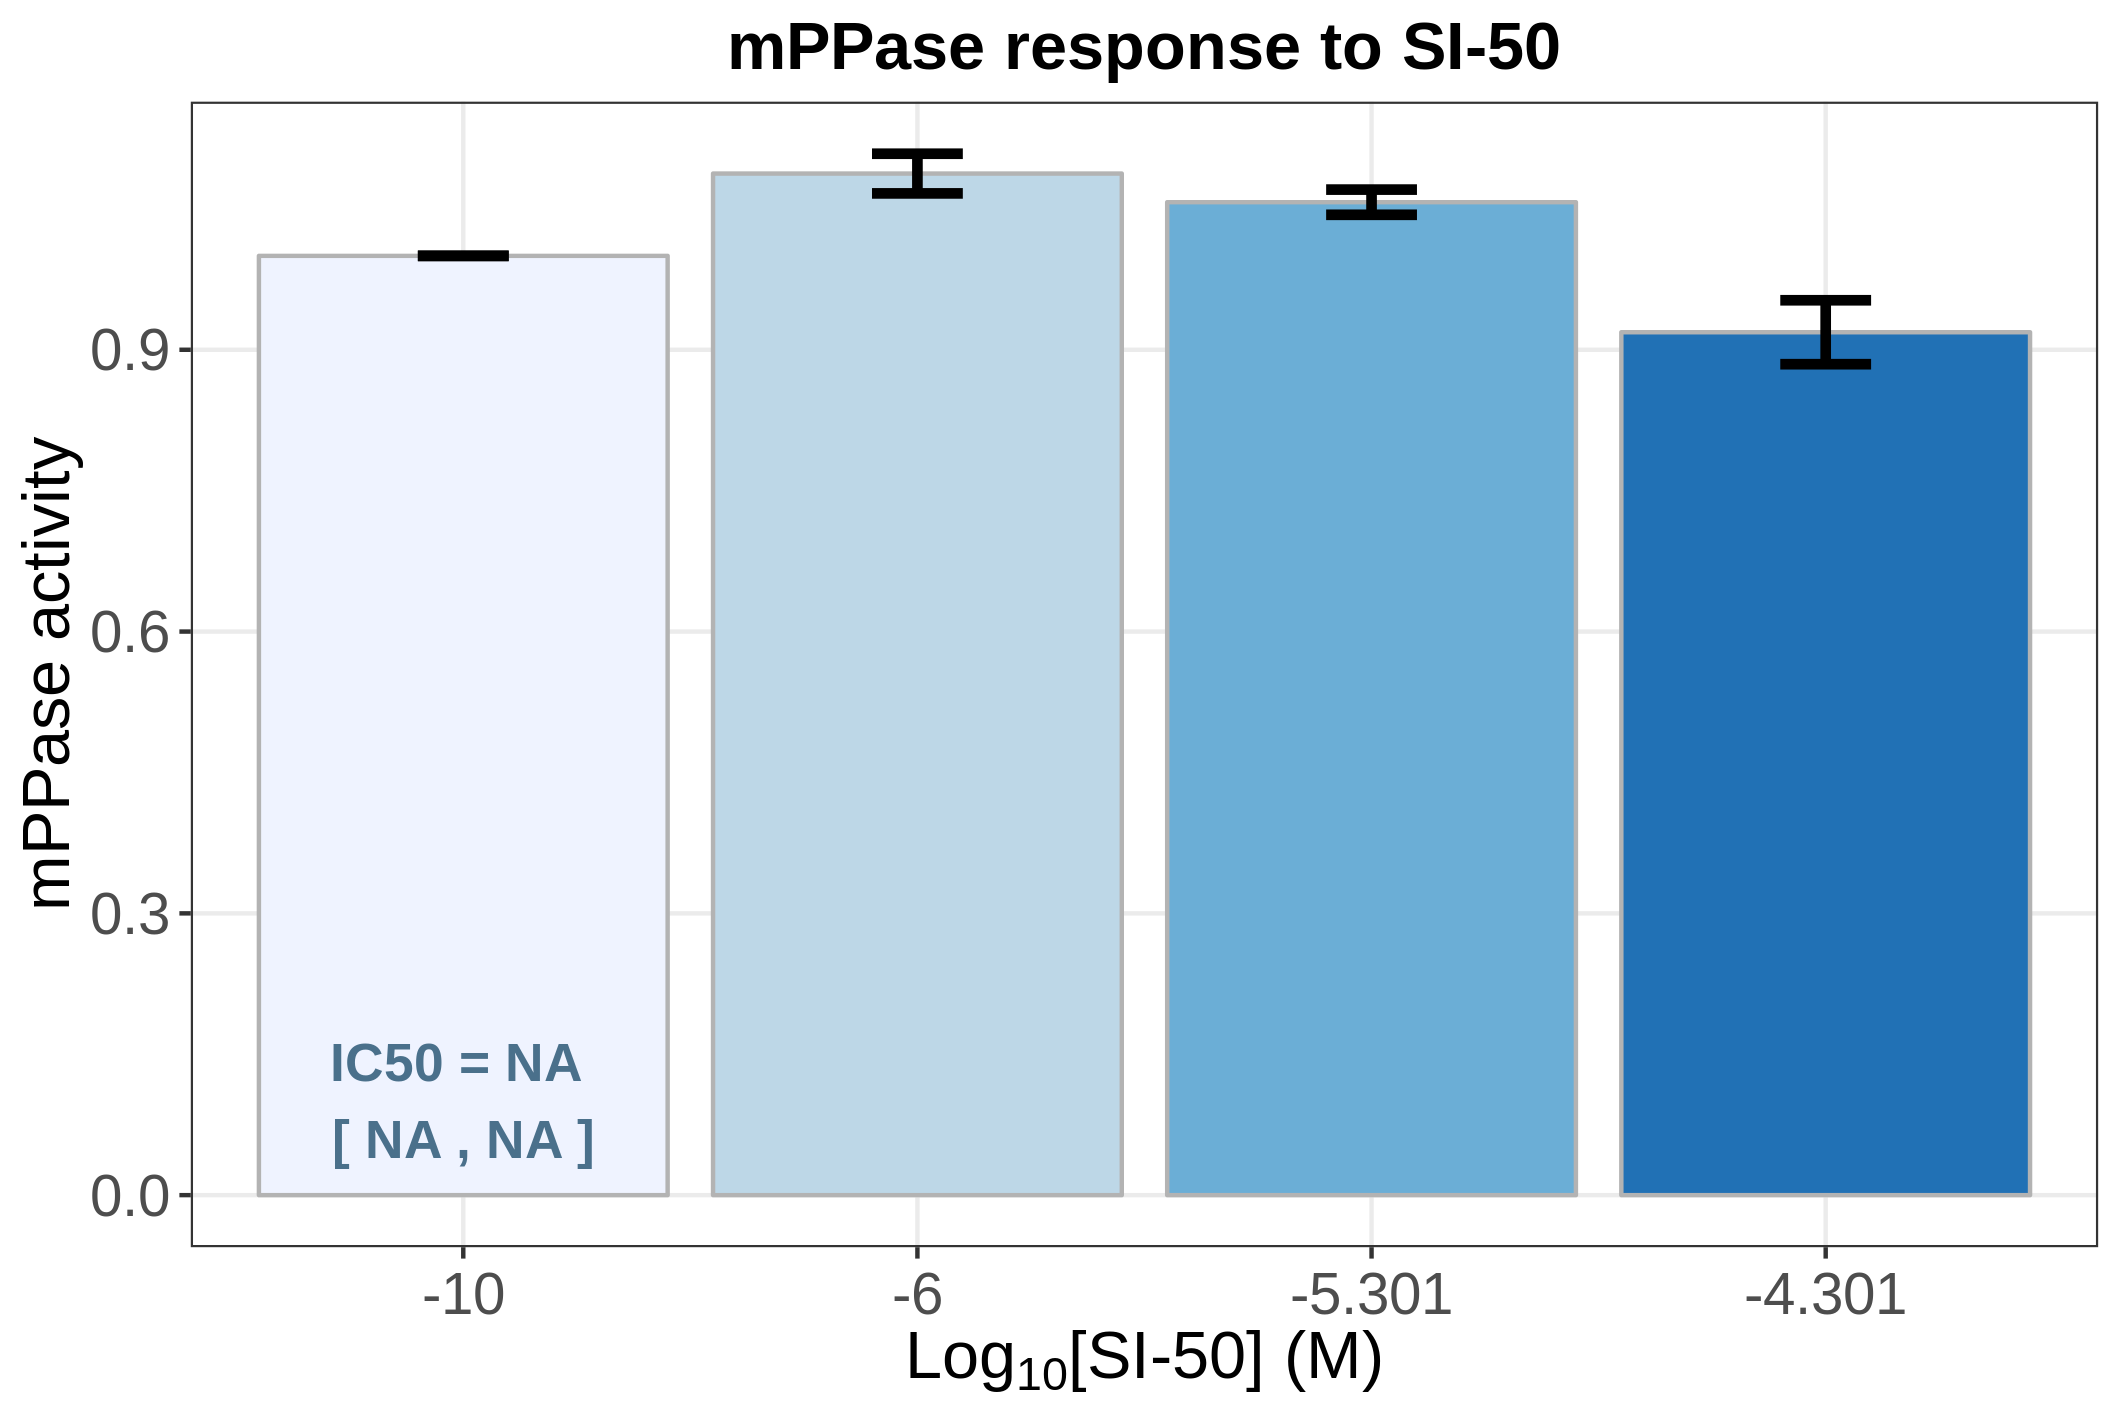 mPPase response to SI-50
mPPase activity
0.9
0.6
0.3
0.0
IC50 = NA
[ NA , NA ]
-10
-6
-5.301
-4.301
Log₁₀[SI-50] (M)